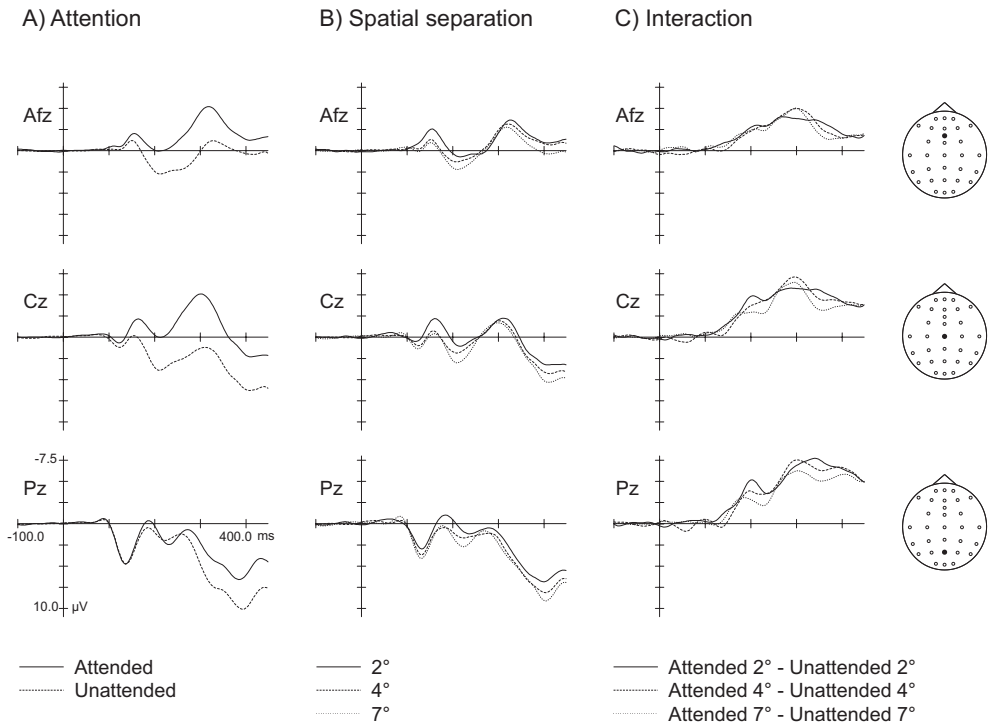 A) Attention
B) Spatial separation
C) Interaction
Afz
Afz
Afz
Cz
Cz
Cz
-7.5
Pz
Pz
Pz
-100.0
400.0 ms
10.0 µV
Attended
Unattended
2°
4°
7°
Attended 2° - Unattended 2°
Attended 4° - Unattended 4°
Attended 7° - Unattended 7°